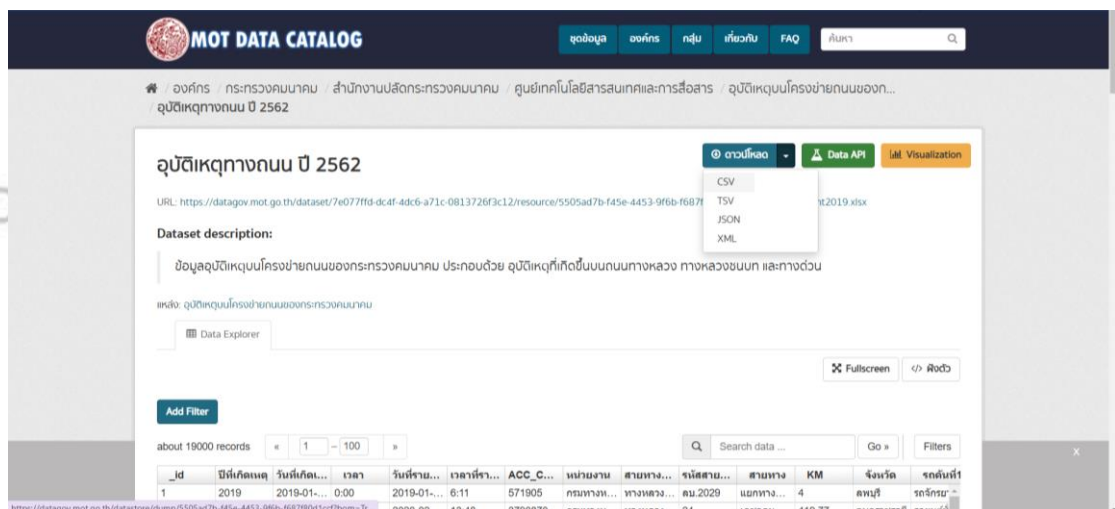 MOT DATA CATALOG
ชุดข้อมูล องค์กร กลุ่ม เกี่ยวกับ FAQ ค้นหา
/ องค์กร / กระทรวงคมนาคม / สำนักงานปลัดกระทรวงคมนาคม / ศูนย์เทคโนโลยีสารสนเทศและการสื่อสาร / อุบัติเหตุบนโครงข่ายถนนของก...
/ อุบัติเหตุทางถนน ปี 2562
อุบัติเหตุทางถนน ปี 2562
ดาวน์โหลด Data API Visualization
CSV
TSV
JSON
XML
URL: https://datagov.mot.go.th/dataset/7e077ffd-dc4f-4dc6-a71c-0813726f3c12/resource/5505ad7b-f45e-4453-9f6b-f687f nt2019.xlsx
Dataset description:
ข้อมูลอุบัติเหตุบนโครงข่ายถนนของกระทรวงคมนาคม ประกอบด้วย อุบัติเหตุที่เกิดขึ้นบนถนนทางหลวง ทางหลวงชนบท และทางด่วน
แหล่ง: อุบัติเหตุบนโครงข่ายถนนของกระทรวงคมนาคม
Data Explorer
Fullscreen </> ฝังตัว
Add Filter
about 19000 records « 1 – 100 » Search data ... Go » Filters
_id ปีที่เกิดเหตุ วันที่เกิดเ... เวลา วันที่ราย... เวลาที่รา... ACC_C... หน่วยงาน สายทาง... รหัสสาย... สายทาง KM จังหวัด รถคันที่1
1 2019 2019-01-... 0:00 2019-01-... 6:11 571905 กรมทางห... ทางหลวง... ลบ.2029 แยกทาง... 4 ลพบุรี รถจักรย...
x